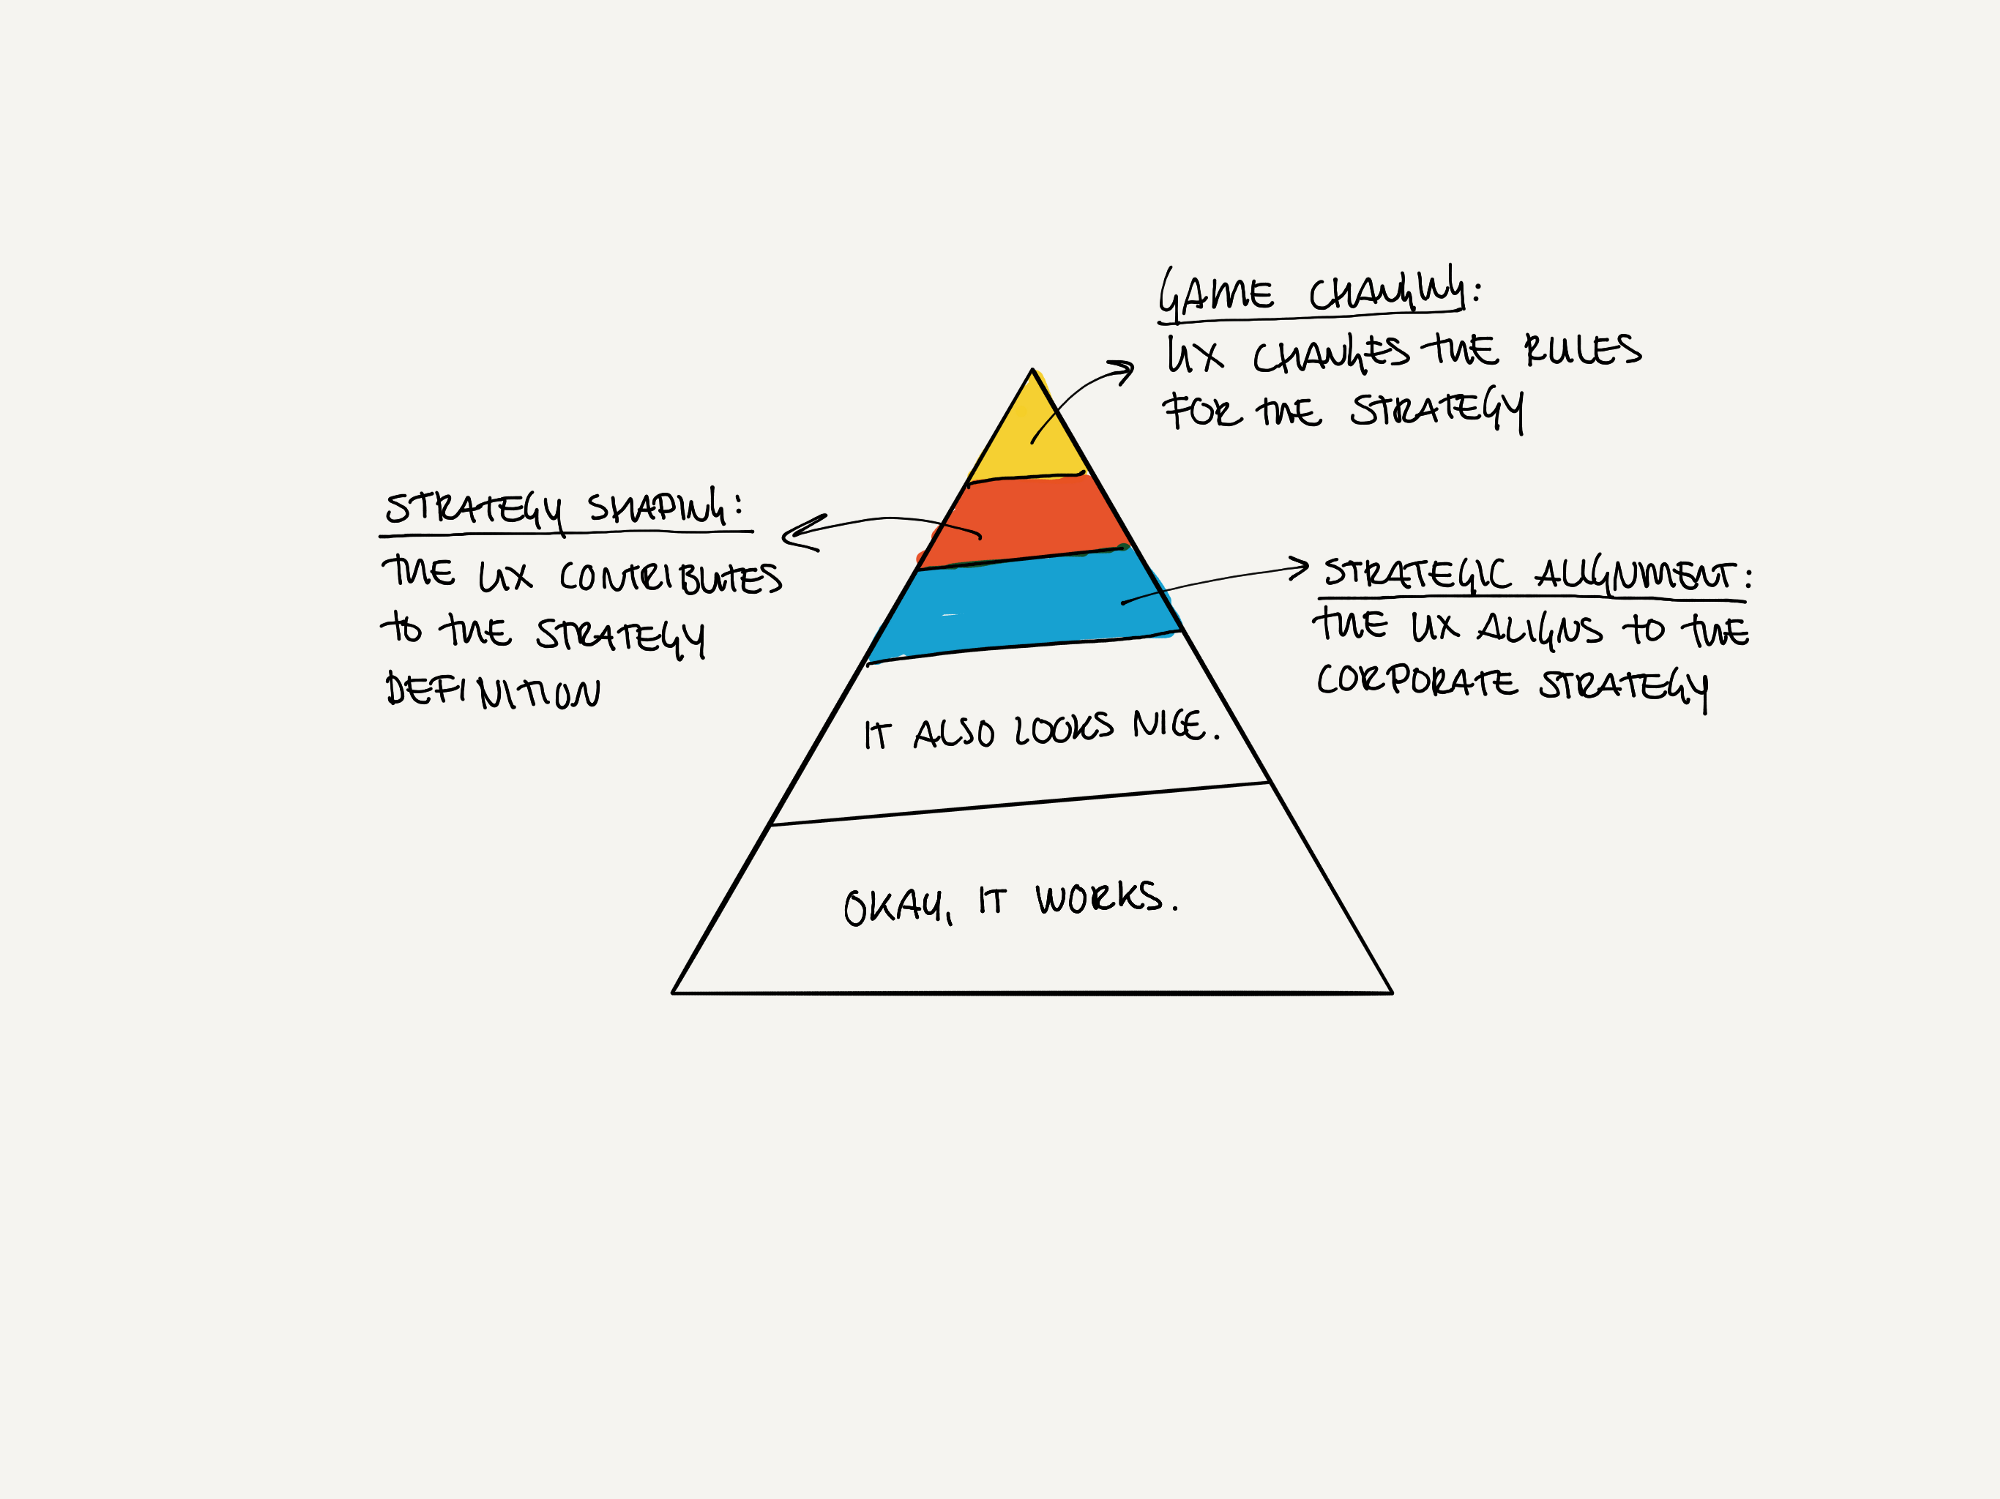 GAME CHANGING:
UX CHANGES THE RULES
FOR THE STRATEGY
STRATEGY SHAPING:
THE UX CONTRIBUTES
TO THE STRATEGY
DEFINITION
STRATEGIC ALIGNMENT:
THE UX ALIGNS TO THE
CORPORATE STRATEGY
IT ALSO LOOKS NICE.
OKAY, IT WORKS.